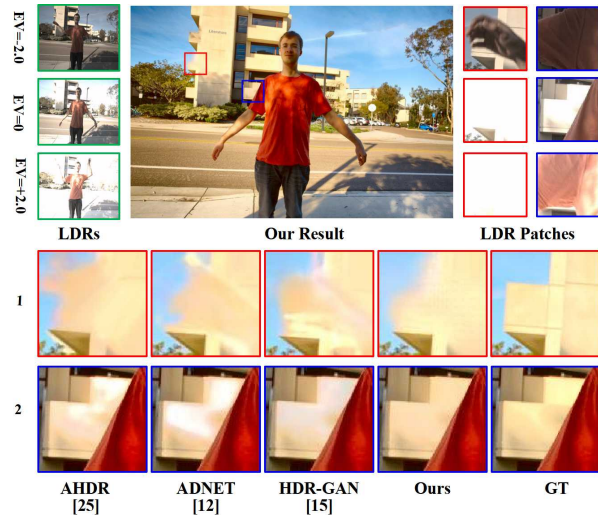 EV=-2.0
EV=0
EV=+2.0
LDRs
Our Result
LDR Patches
1
2
AHDR
[25]
ADNET
[12]
HDR-GAN
[15]
Ours
GT